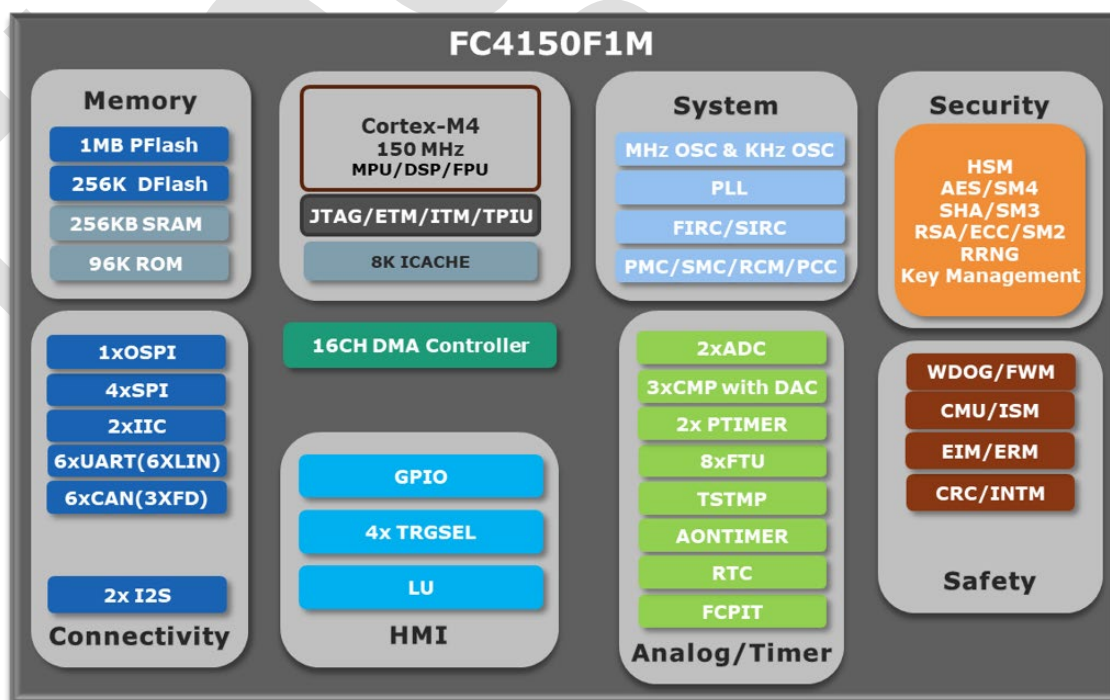 FC4150F1M
Memory
1MB PFlash
256K DFlash
256KB SRAM
96K ROM
Cortex-M4
150 MHz
MPU/DSP/FPU
JTAG/ETM/ITM/TPIU
8K ICACHE
System
MHz OSC & KHz OSC
PLL
FIRC/SIRC
PMC/SMC/RCM/PCC
Security
HSM
AES/SM4
SHA/SM3
RSA/ECC/SM2
RRNG
Key Management
1xOSPI
4xSPI
2xIIC
6xUART(6XLIN)
6xCAN(3XFD)
2x I2S
Connectivity
16CH DMA Controller
GPIO
4x TRGSEL
LU
HMI
2xADC
3xCMP with DAC
2x PTIMER
8xFTU
TSTMP
AONTIMER
RTC
FCPIT
Analog/Timer
WDOG/FWM
CMU/ISM
EIM/ERM
CRC/INTM
Safety